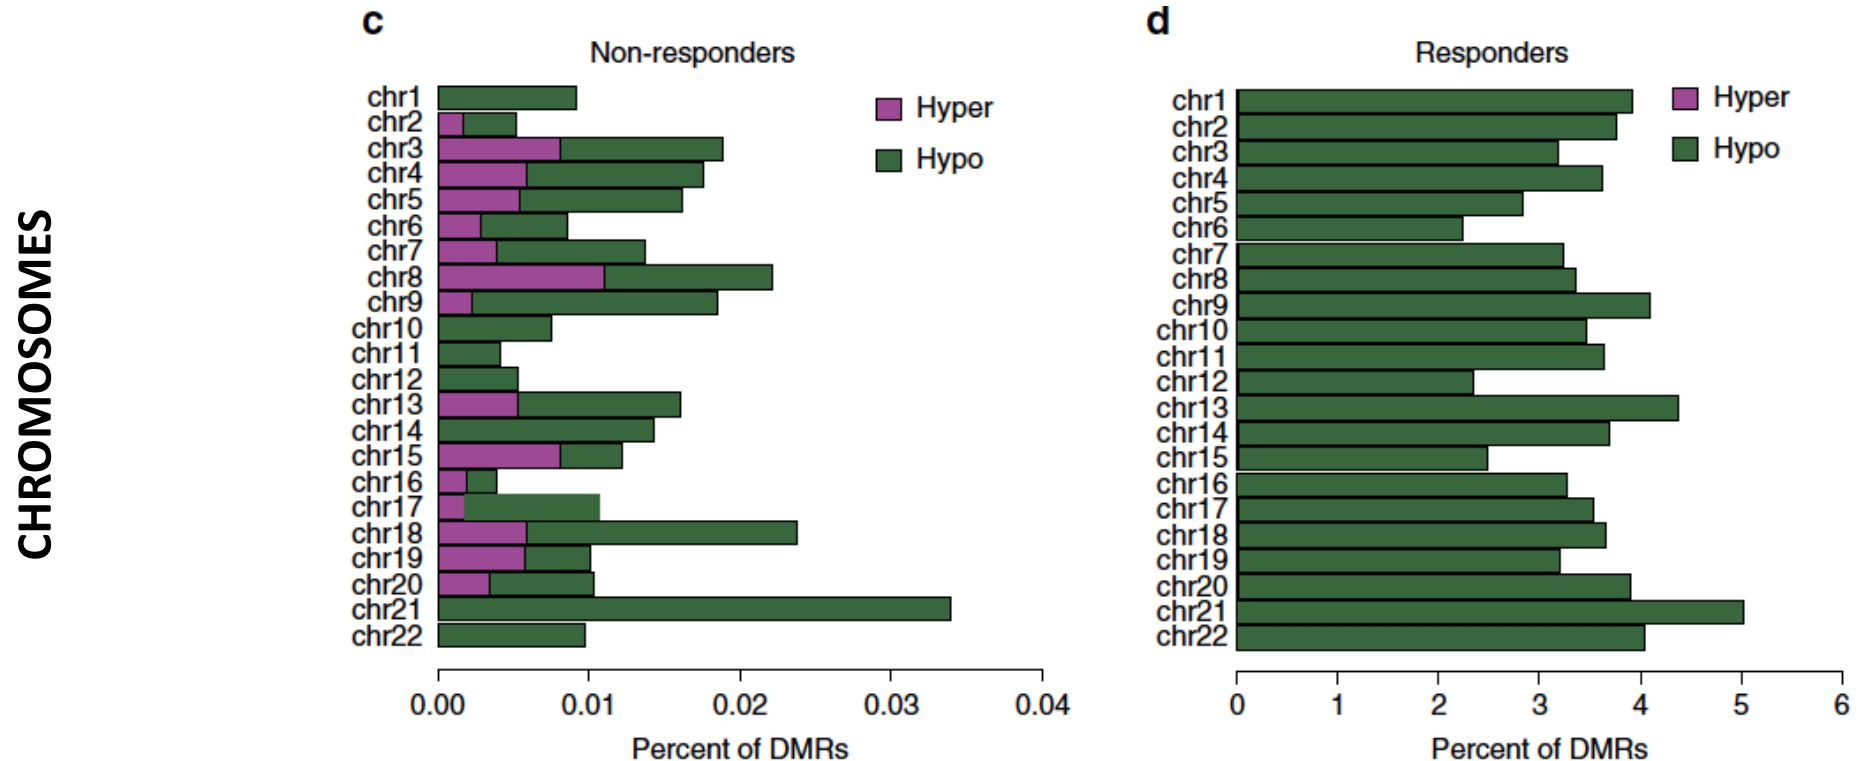 CHROMOSOMES
c
Non-responders
Hyper
Hypo
chr1
chr2
chr3
chr4
chr5
chr6
chr7
chr8
chr9
chr10
chr11
chr12
chr13
chr14
chr15
chr16
chr17
chr18
chr19
chr20
chr21
chr22
0.00 0.01 0.02 0.03 0.04
Percent of DMRs
d
Responders
Hyper
Hypo
chr1
chr2
chr3
chr4
chr5
chr6
chr7
chr8
chr9
chr10
chr11
chr12
chr13
chr14
chr15
chr16
chr17
chr18
chr19
chr20
chr21
chr22
0 1 2 3 4 5 6
Percent of DMRs